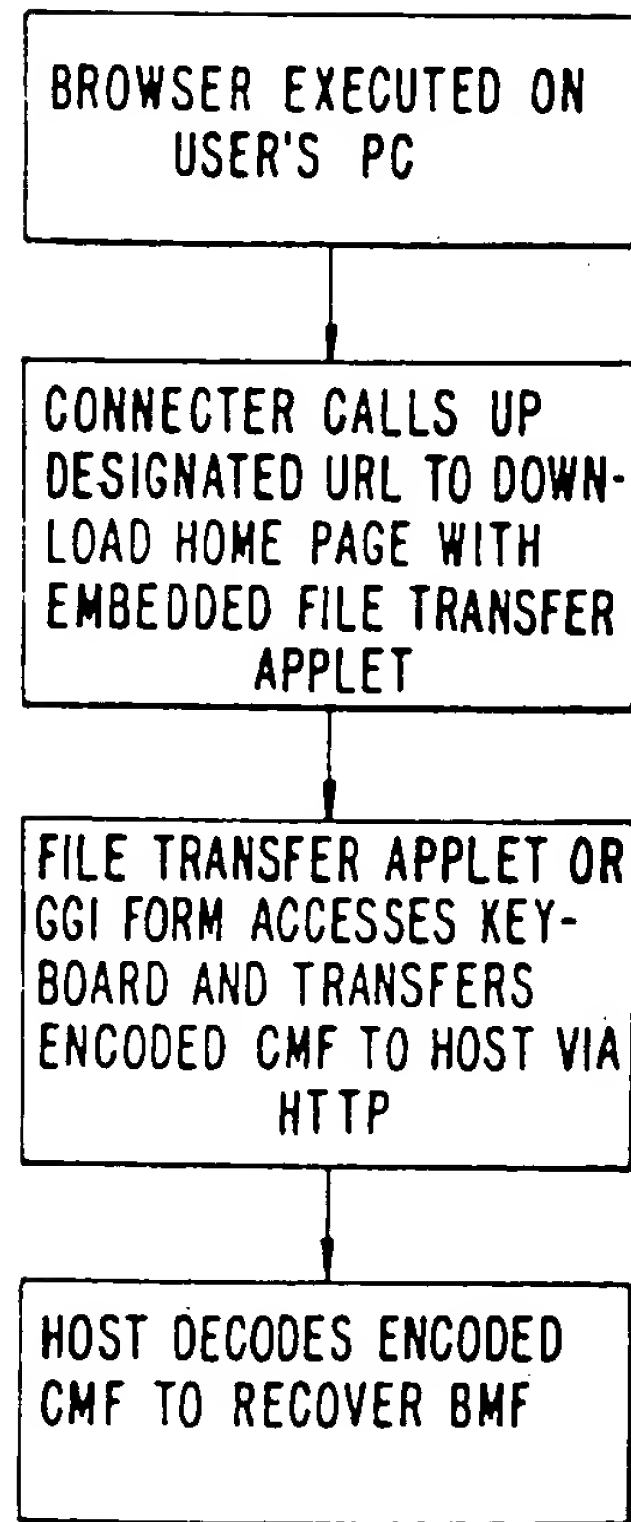 BROWSER EXECUTED ON
USER'S PC
CONNECTER CALLS UP
DESIGNATED URL TO DOWN-
LOAD HOME PAGE WITH
EMBEDDED FILE TRANSFER
APPLET
FILE TRANSFER APPLET OR
GGI FORM ACCESSES KEY-
BOARD AND TRANSFERS
ENCODED CMF TO HOST VIA
HTTP
HOST DECODES ENCODED
CMF TO RECOVER BMF